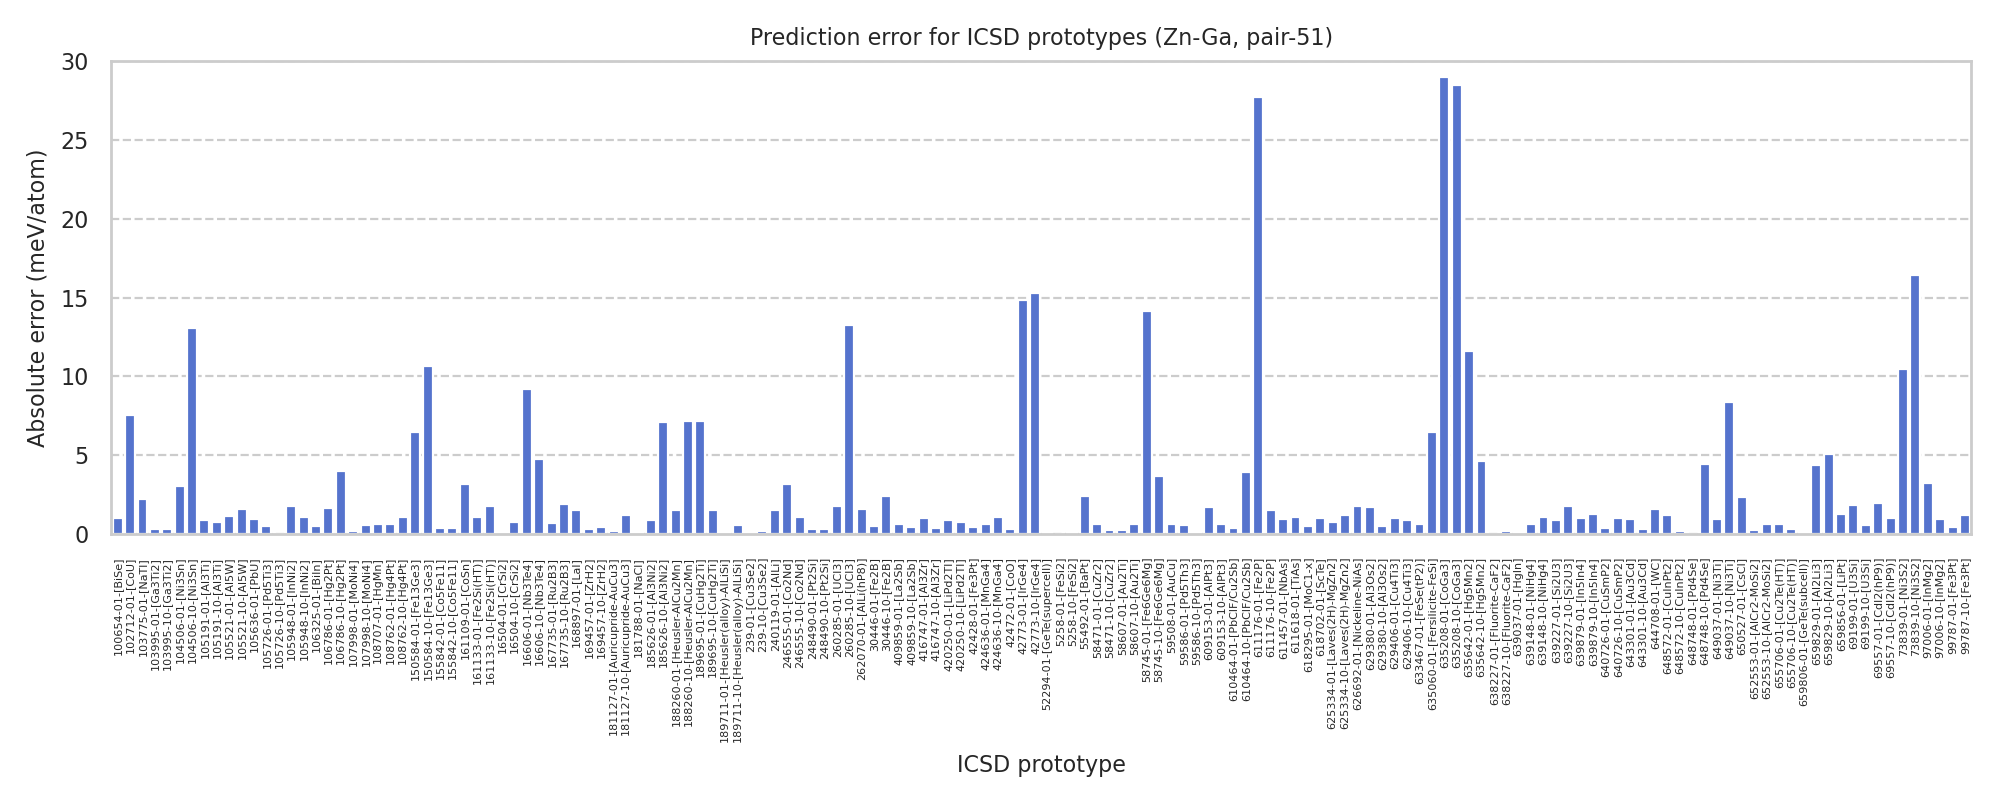 Prediction error for ICSD prototypes (Zn-Ga, pair-51)
Absolute error (meV/atom)
30
25
20
15
10
5
0
100654-01-[BiSe]
102712-01-[CoU]
103775-01-[NaTl]
103995-01-[Ga3Ti2]
103995-10-[Ga3Ti2]
104506-01-[Ni3Sn]
104506-10-[Ni3Sn]
105191-01-[Al3Ti]
105191-10-[Al3Ti]
105521-01-[Al5W]
105521-10-[Al5W]
105636-01-[PbU]
105726-01-[Pd5Ti3]
105726-10-[Pd5Ti3]
105948-01-[InNi2]
105948-10-[InNi2]
106325-01-[BiIn]
106786-01-[Hg2Pt]
106786-10-[Hg2Pt]
107998-01-[MoNi4]
107998-10-[MoNi4]
108707-01-[HgMn]
108762-01-[Hg4Pt]
108762-10-[Hg4Pt]
150584-01-[Fe13Ge3]
150584-10-[Fe13Ge3]
155842-01-[Co5Fe11]
155842-10-[Co5Fe11]
161109-01-[CoSn]
161133-01-[Fe2Si(HT)]
161133-10-[Fe2Si(HT)]
16504-01-[CrSi2]
16504-10-[CrSi2]
16606-01-[Nb3Te4]
16606-10-[Nb3Te4]
167735-01-[Ru2B3]
167735-10-[Ru2B3]
168897-01-[LaI]
169457-01-[ZrH2]
169457-10-[ZrH2]
181127-01-[Auricupride-AuCu3]
181127-10-[Auricupride-AuCu3]
181788-01-[NaCl]
185626-01-[Al3Ni2]
185626-10-[Al3Ni2]
188260-01-[Heusler-AlCu2Mn]
188260-10-[Heusler-AlCu2Mn]
189695-01-[CuHg2Ti]
189695-10-[CuHg2Ti]
189711-01-[Heusler(alloy)-AlLiSi]
189711-10-[Heusler(alloy)-AlLiSi]
239-01-[Cu3Se2]
239-10-[Cu3Se2]
240119-01-[AlLi]
246555-01-[Co2Nd]
246555-10-[Co2Nd]
248490-01-[Pt2Si]
248490-10-[Pt2Si]
260285-01-[UCl3]
260285-10-[UCl3]
262070-01-[AlLi(hP8)]
30446-01-[Fe2B]
30446-10-[Fe2B]
409859-01-[La2Sb]
409859-10-[La2Sb]
416747-01-[Al3Zr]
416747-10-[Al3Zr]
420250-01-[LiPd2Tl]
420250-10-[LiPd2Tl]
42428-01-[Fe3Pt]
424636-01-[MnGa4]
424636-10-[MnGa4]
42472-01-[CoO]
42773-01-[IrGe4]
42773-10-[IrGe4]
52294-01-[GeTe(supercell)]
5258-01-[FeSi2]
5258-10-[FeSi2]
55492-01-[BaPt]
58471-01-[CuZr2]
58471-10-[CuZr2]
58607-01-[Au2Ti]
58607-10-[Au2Ti]
58745-01-[Fe6Ge6Mg]
58745-10-[Fe6Ge6Mg]
59508-01-[AuCu]
59586-01-[Pd5Th3]
59586-10-[Pd5Th3]
609153-01-[AlPt3]
609153-10-[AlPt3]
610464-01-[PbClF/Cu2Sb]
610464-10-[PbClF/Cu2Sb]
611176-01-[Fe2P]
611176-10-[Fe2P]
611457-01-[NbAs]
611618-01-[TiAs]
618295-01-[MoC1-x]
618702-01-[ScTe]
625334-01-[Laves(2H)-MgZn2]
625334-10-[Laves(2H)-MgZn2]
626692-01-[Nickeline-NiAs]
629380-01-[Al3Os2]
629380-10-[Al3Os2]
629406-01-[Cu4Ti3]
629406-10-[Cu4Ti3]
633467-01-[FeSe(tP2)]
635060-01-[Fersilicite-FeSi]
635208-01-[CoGa3]
635208-10-[CoGa3]
635642-01-[Hg5Mn2]
635642-10-[Hg5Mn2]
638227-01-[Fluorite-CaF2]
638227-10-[Fluorite-CaF2]
639037-01-[HgIn]
639148-01-[NiHg4]
639148-10-[NiHg4]
639227-01-[Si2U3]
639227-10-[Si2U3]
639879-01-[In5In4]
639879-10-[In5In4]
640726-01-[CuSmP2]
640726-10-[CuSmP2]
643301-01-[Au3Cd]
643301-10-[Au3Cd]
644708-01-[WC]
648572-01-[CuInPt2]
648572-10-[CuInPt2]
648748-01-[Pd4Se]
648748-10-[Pd4Se]
649037-01-[Ni3Ti]
649037-10-[Ni3Ti]
650527-01-[CsCl]
652553-01-[AlCr2-MoSi2]
652553-10-[AlCr2-MoSi2]
655706-01-[Cu2Te(HT)]
655706-10-[Cu2Te(HT)]
659806-01-[GeTe(subcell)]
659829-01-[Al2Li3]
659829-10-[Al2Li3]
659856-01-[LiPt]
69199-01-[U3Si]
69199-10-[U3Si]
69557-01-[CdI2(hP9)]
69557-10-[CdI2(hP9)]
73839-01-[Ni3S2]
73839-10-[Ni3S2]
97006-01-[InMg2]
97006-10-[InMg2]
99787-01-[Fe3Pt]
99787-10-[Fe3Pt]
ICSD prototype